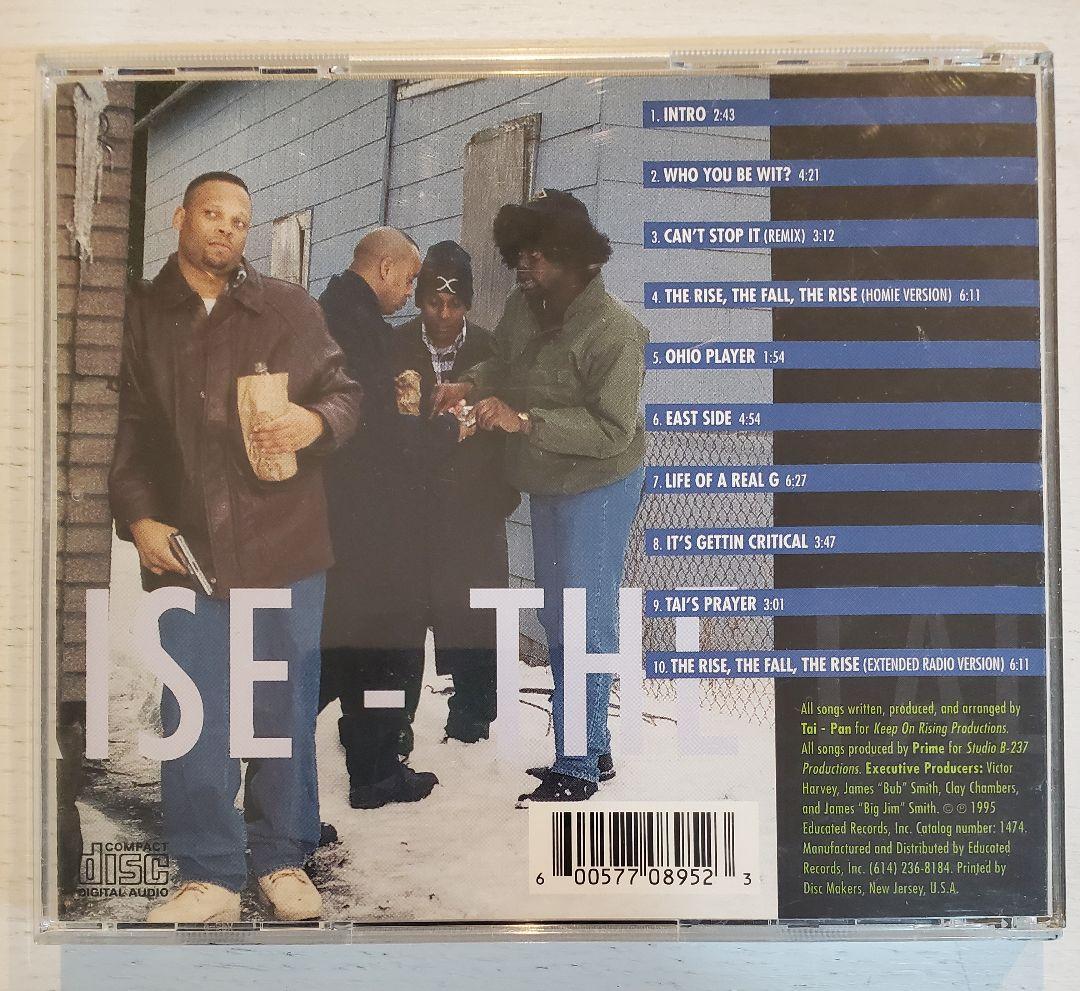 1. INTRO 2:43
2. WHO YOU BE WIT? 4:21
3. CAN'T STOP IT (REMIX) 3:12
4. THE RISE, THE FALL, THE RISE (HOMIE VERSION) 6:11
5. OHIO PLAYER 1:54
6. EAST SIDE 4:54
7. LIFE OF A REAL G 6:27
8. IT'S GETTIN CRITICAL 3:47
9. TAI'S PRAYER 3:01
10. THE RISE, THE FALL, THE RISE (EXTENDED RADIO VERSION) 6:11
RISE - THE
All songs written, produced, and arranged by
Tai - Pan for Keep On Rising Productions.
All songs produced by Prime for Studio B-237
Productions. Executive Producers: Victor
Harvey, James "Bub" Smith, Clay Chambers,
and James "Big Jim" Smith. © ℗ 1995
Educated Records, Inc. Catalog number: 1474.
Manufactured and Distributed by Educated
Records, Inc. (614) 236-8184. Printed by
Disc Makers, New Jersey, U.S.A.
COMPACT
disc
DIGITAL AUDIO
6 00577 08952 3